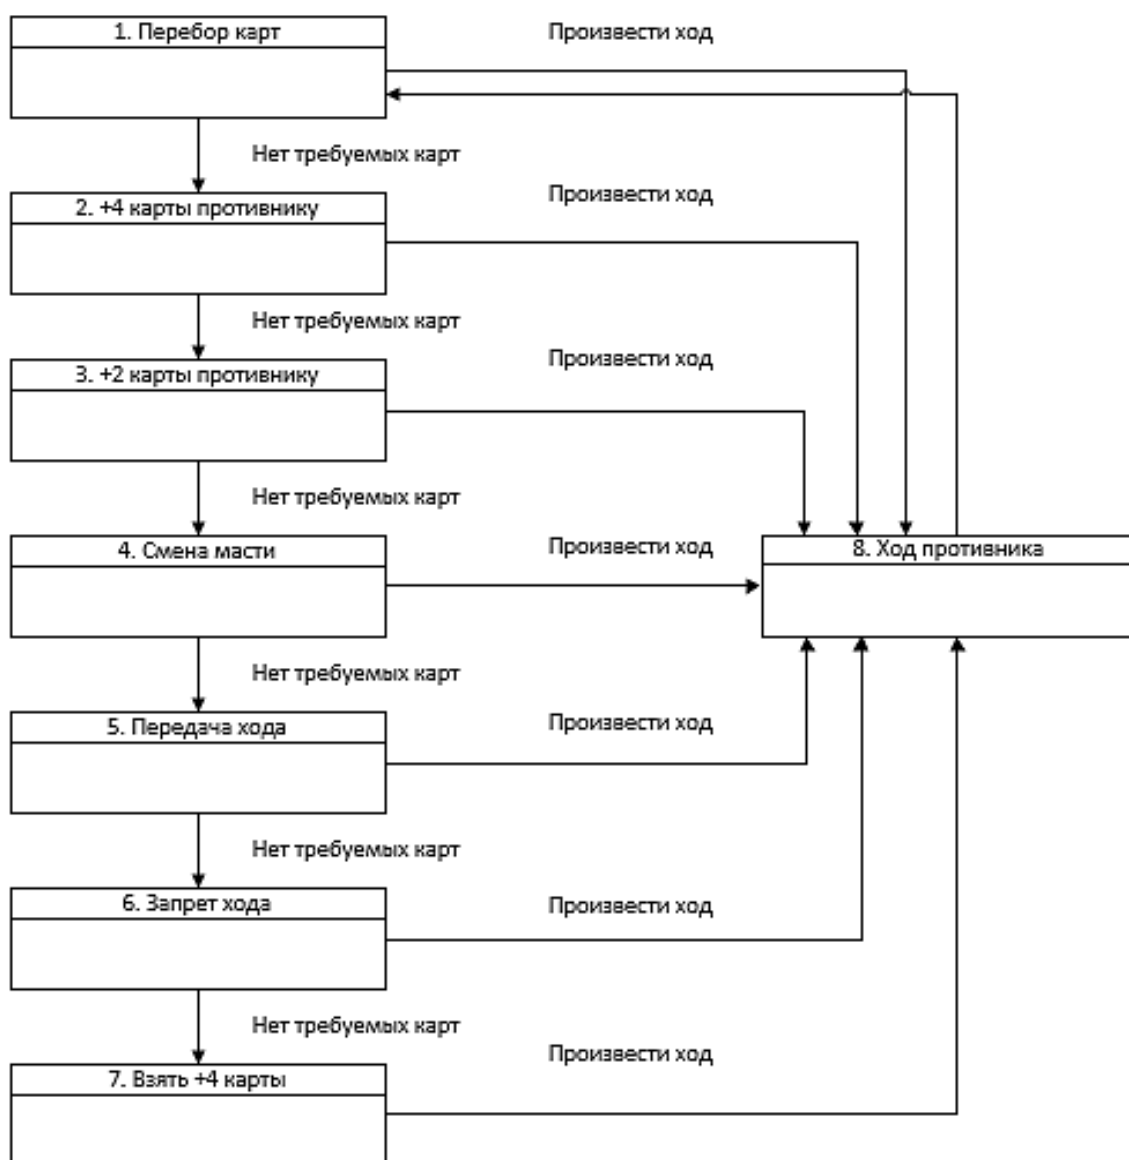 1. Перебор карт
Произвести ход
Нет требуемых карт
2. +4 карты противнику
Произвести ход
Нет требуемых карт
3. +2 карты противнику
Произвести ход
Нет требуемых карт
4. Смена масти
Произвести ход
8. Ход противника
Нет требуемых карт
5. Передача хода
Произвести ход
Нет требуемых карт
6. Запрет хода
Произвести ход
Нет требуемых карт
7. Взять +4 карты
Произвести ход